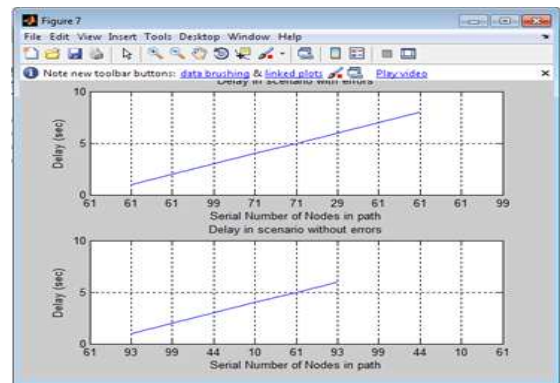 Figure 7
File Edit View Insert Tools Desktop Window Help
Note new toolbar buttons: data brushing & linked plots Play video
Delay in scenario with errors
10
5
0
Delay (sec)
61 61 61 99 71 71 29 61 61 61 99
Serial Number of Nodes in path
Delay in scenario without errors
10
5
0
Delay (sec)
61 93 99 44 10 61 93 99 44 10 61
Serial Number of Nodes in path